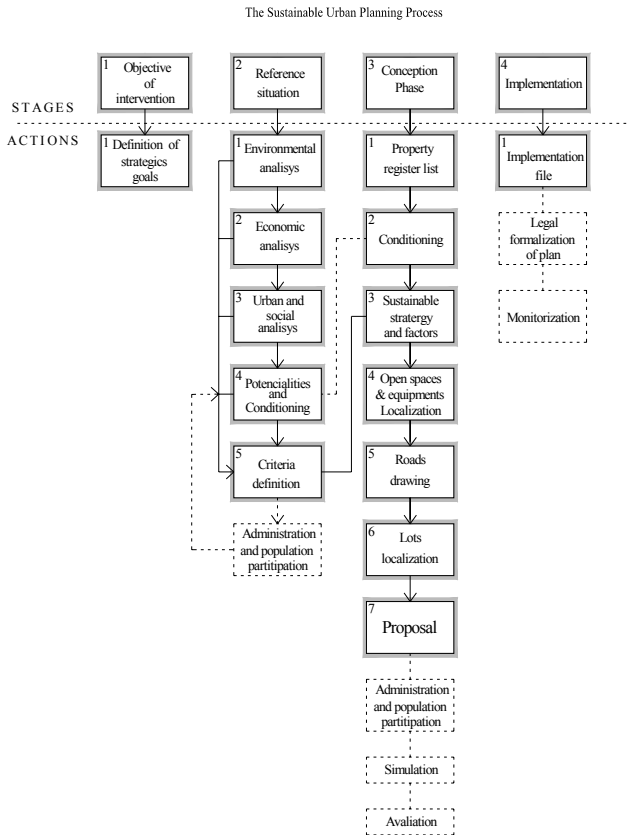 The Sustainable Urban Planning Process
1
Objective
of
intervention
2
Reference
situation
3
Conception
Phase
4
Implementation
STAGES
ACTIONS
1
Definition of
strategics
goals
1
Environmental
analisys
2
Economic
analisys
3
Urban and
social
analisys
4
Potencialities
and
Conditioning
5
Criteria
definition
Administration
and population
partitipation
1
Property
register list
2
Conditioning
3
Sustainable
stratergy
and factors
4
Open spaces
& equipments
Localization
5
Roads
drawing
6
Lots
localization
7
Proposal
Administration
and population
partitipation
Simulation
Avaliation
1
Implementation
file
Legal
formalization
of plan
Monitorization